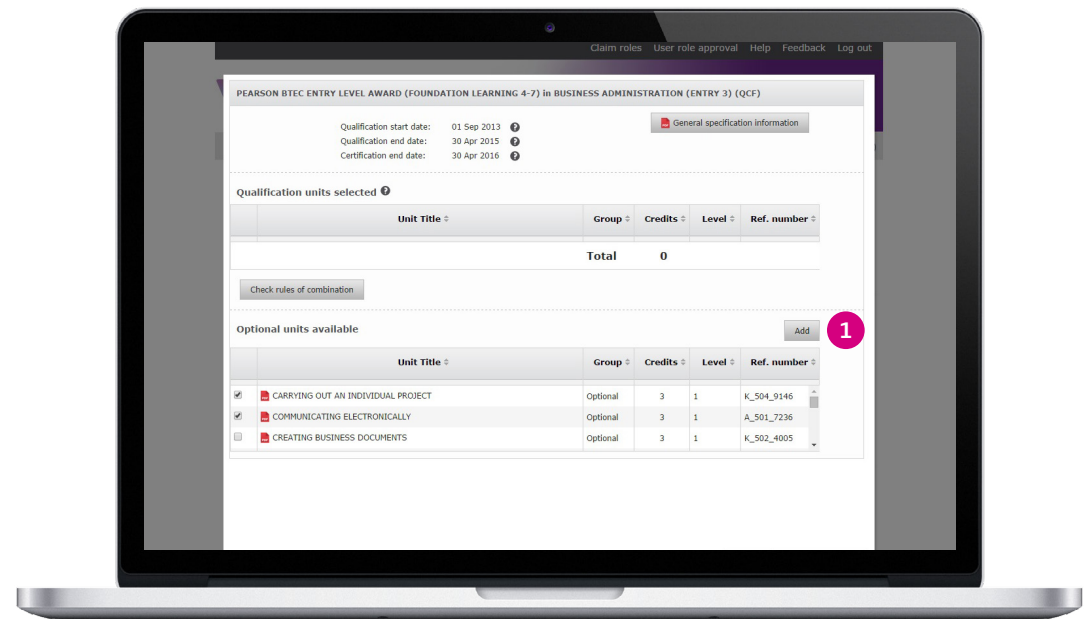 Claim roles User role approval Help Feedback Log out
PEARSON BTEC ENTRY LEVEL AWARD (FOUNDATION LEARNING 4-7) in BUSINESS ADMINISTRATION (ENTRY 3) (QCF)
Qualification start date: 01 Sep 2013 ?
General specification information
Qualification end date: 30 Apr 2015 ?
Certification end date: 30 Apr 2016 ?
Qualification units selected ?
Unit Title Group Credits Level Ref. number
Total 0
Check rules of combination
Optional units available Add 1
Unit Title Group Credits Level Ref. number
CARRYING OUT AN INDIVIDUAL PROJECT Optional 3 1 K_504_9146
COMMUNICATING ELECTRONICALLY Optional 3 1 A_501_7236
CREATING BUSINESS DOCUMENTS Optional 3 1 K_502_4005